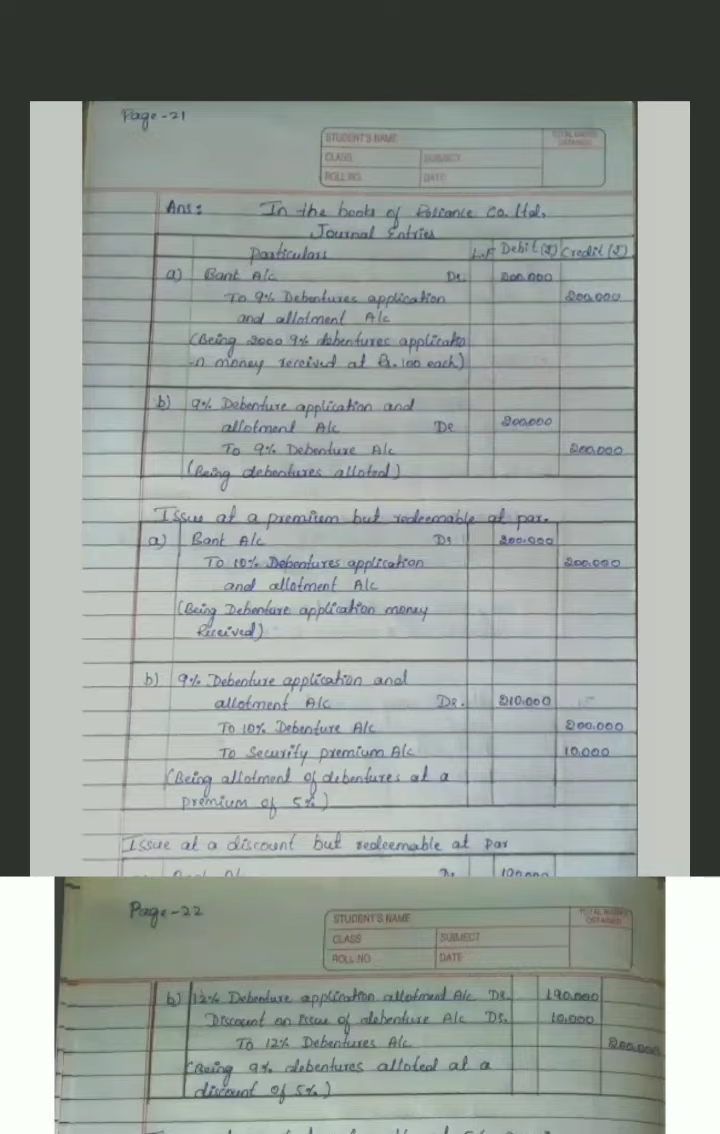 Page-21
STUDENT'S NAME
TOTAL MARKS OBTAINED
CLASS SUBJECT
ROLL NO. DATE
Ans: In the books of Reliance Co. Ltd.
Journal Entries
Particulars L.F Debit (₹) Credit (₹)
a) Bank A/c Dr. 200.000
To 9% Debentures application 200.000
and allotment A/c
(Being 2000 9% debentures applicatio
-n money received at Rs. 100 each)
b) 9% Debenture application and
allotment A/c De 200.000
To 9% Debenture A/c 200.000
(Being debentures alloted)
Issue at a premium but redeemable at par.
a) Bank A/c Dr 200.000
To 10% Debentures application 200.000
and allotment A/c
(Being Debenture application money
Received)
b) 9% Debenture application and
allotment A/c DR. 210.000
To 10% Debenture A/c 200.000
To Security premium A/c 10.000
(Being allotment of debentures at a
premium of 5%)
Issue at a discount but redeemable at par
Page-22
STUDENT'S NAME
TOTAL MARKS OBTAINED
CLASS SUBJECT
ROLL NO. DATE
b) 12% Debenture application allotment A/c DR. 190.000
Discount on issue of debenture A/c Dr. 10.000
To 12% Debentures A/c 200.000
(Being 9% debentures alloted at a
discount of 5%)